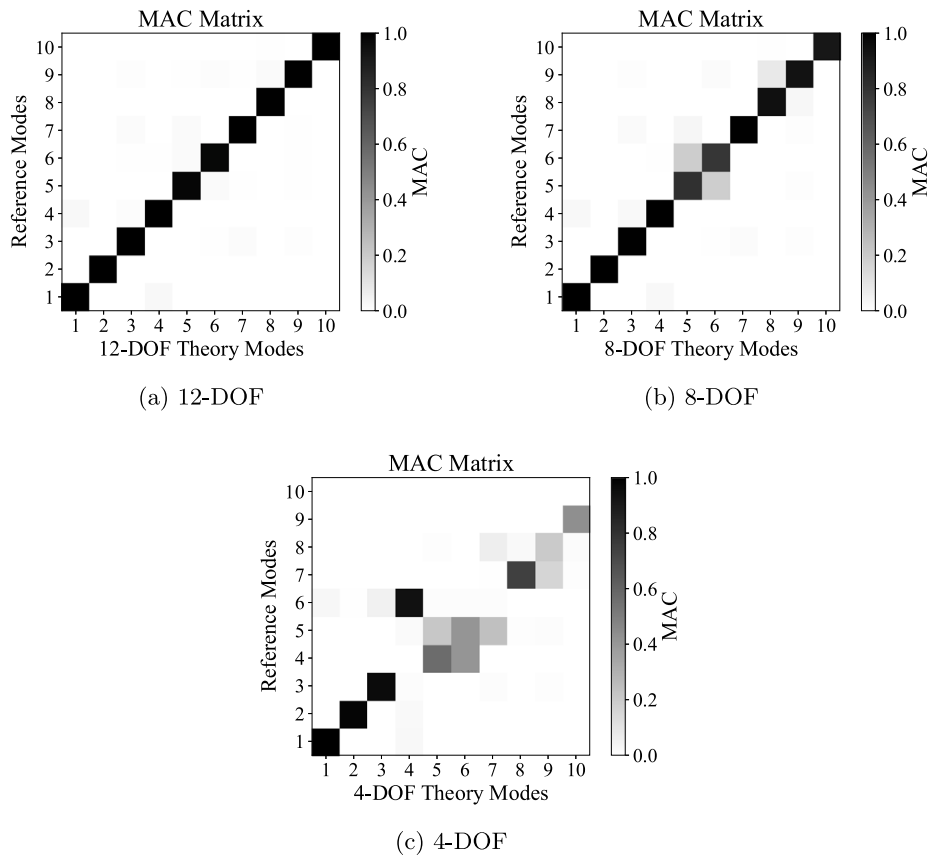 MAC Matrix
10
9
8
7
6
5
4
3
2
1
Reference Modes
1 2 3 4 5 6 7 8 9 10
12-DOF Theory Modes
1.0
0.8
0.6
0.4
0.2
0.0
MAC
(a) 12-DOF
MAC Matrix
10
9
8
7
6
5
4
3
2
1
Reference Modes
1 2 3 4 5 6 7 8 9 10
8-DOF Theory Modes
1.0
0.8
0.6
0.4
0.2
0.0
MAC
(b) 8-DOF
MAC Matrix
10
9
8
7
6
5
4
3
2
1
Reference Modes
1 2 3 4 5 6 7 8 9 10
4-DOF Theory Modes
1.0
0.8
0.6
0.4
0.2
0.0
MAC
(c) 4-DOF